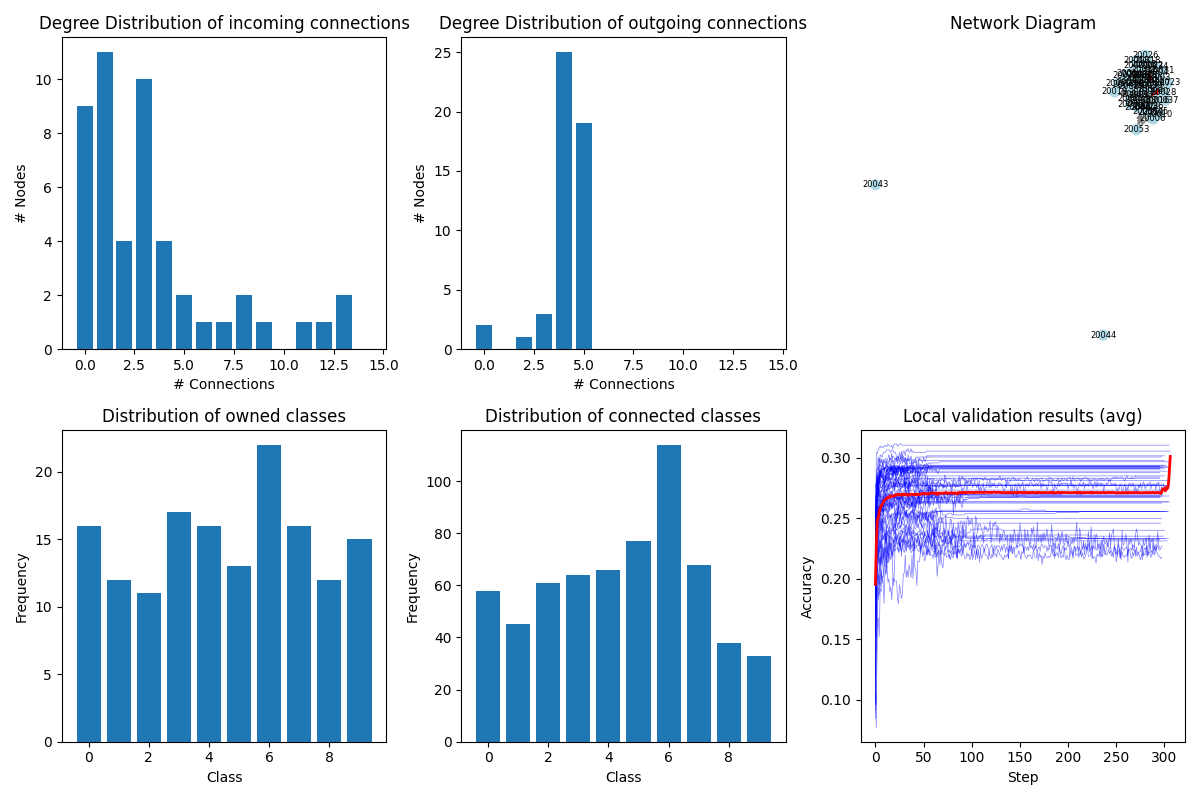 Degree Distribution of incoming connections
# Nodes
10
8
6
4
2
0
0.0 2.5 5.0 7.5 10.0 12.5 15.0
# Connections
Degree Distribution of outgoing connections
# Nodes
25
20
15
10
5
0
0.0 2.5 5.0 7.5 10.0 12.5 15.0
# Connections
Network Diagram
20026
20053
20043
20044
Distribution of owned classes
Frequency
20
15
10
5
0
0 2 4 6 8
Class
Distribution of connected classes
Frequency
100
80
60
40
20
0
0 2 4 6 8
Class
Local validation results (avg)
Accuracy
0.30
0.25
0.20
0.15
0.10
0 50 100 150 200 250 300
Step